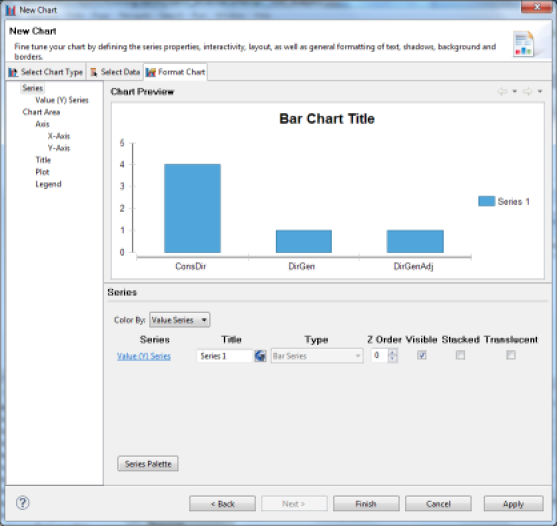 New Chart
New Chart
Fine tune your chart by defining the series properties, interactivity, layout, as well as general formatting of text, shadows, background and
borders.
Select Chart Type Select Data Format Chart
Series
Value (Y) Series
Chart Area
Axis
X-Axis
Y-Axis
Title
Plot
Legend
Chart Preview
Bar Chart Title
5
4
3
2
1
0
ConsDir DirGen DirGenAdj
Series 1
Series
Color By: Value Series
Series Title Type Z Order Visible Stacked Translucent
Value (Y) Series Series 1 Bar Series 0
Series Palette
< Back Next > Finish Cancel Apply